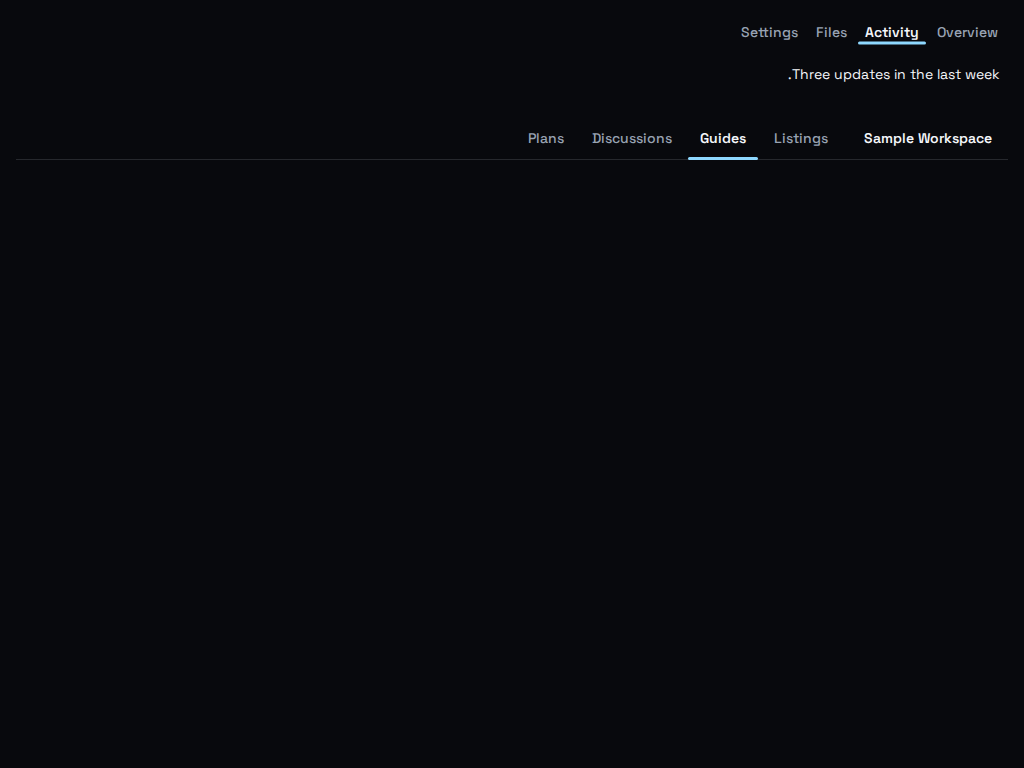 Overview Activity Files Settings
Three updates in the last week.
Sample Workspace Listings Guides Discussions Plans